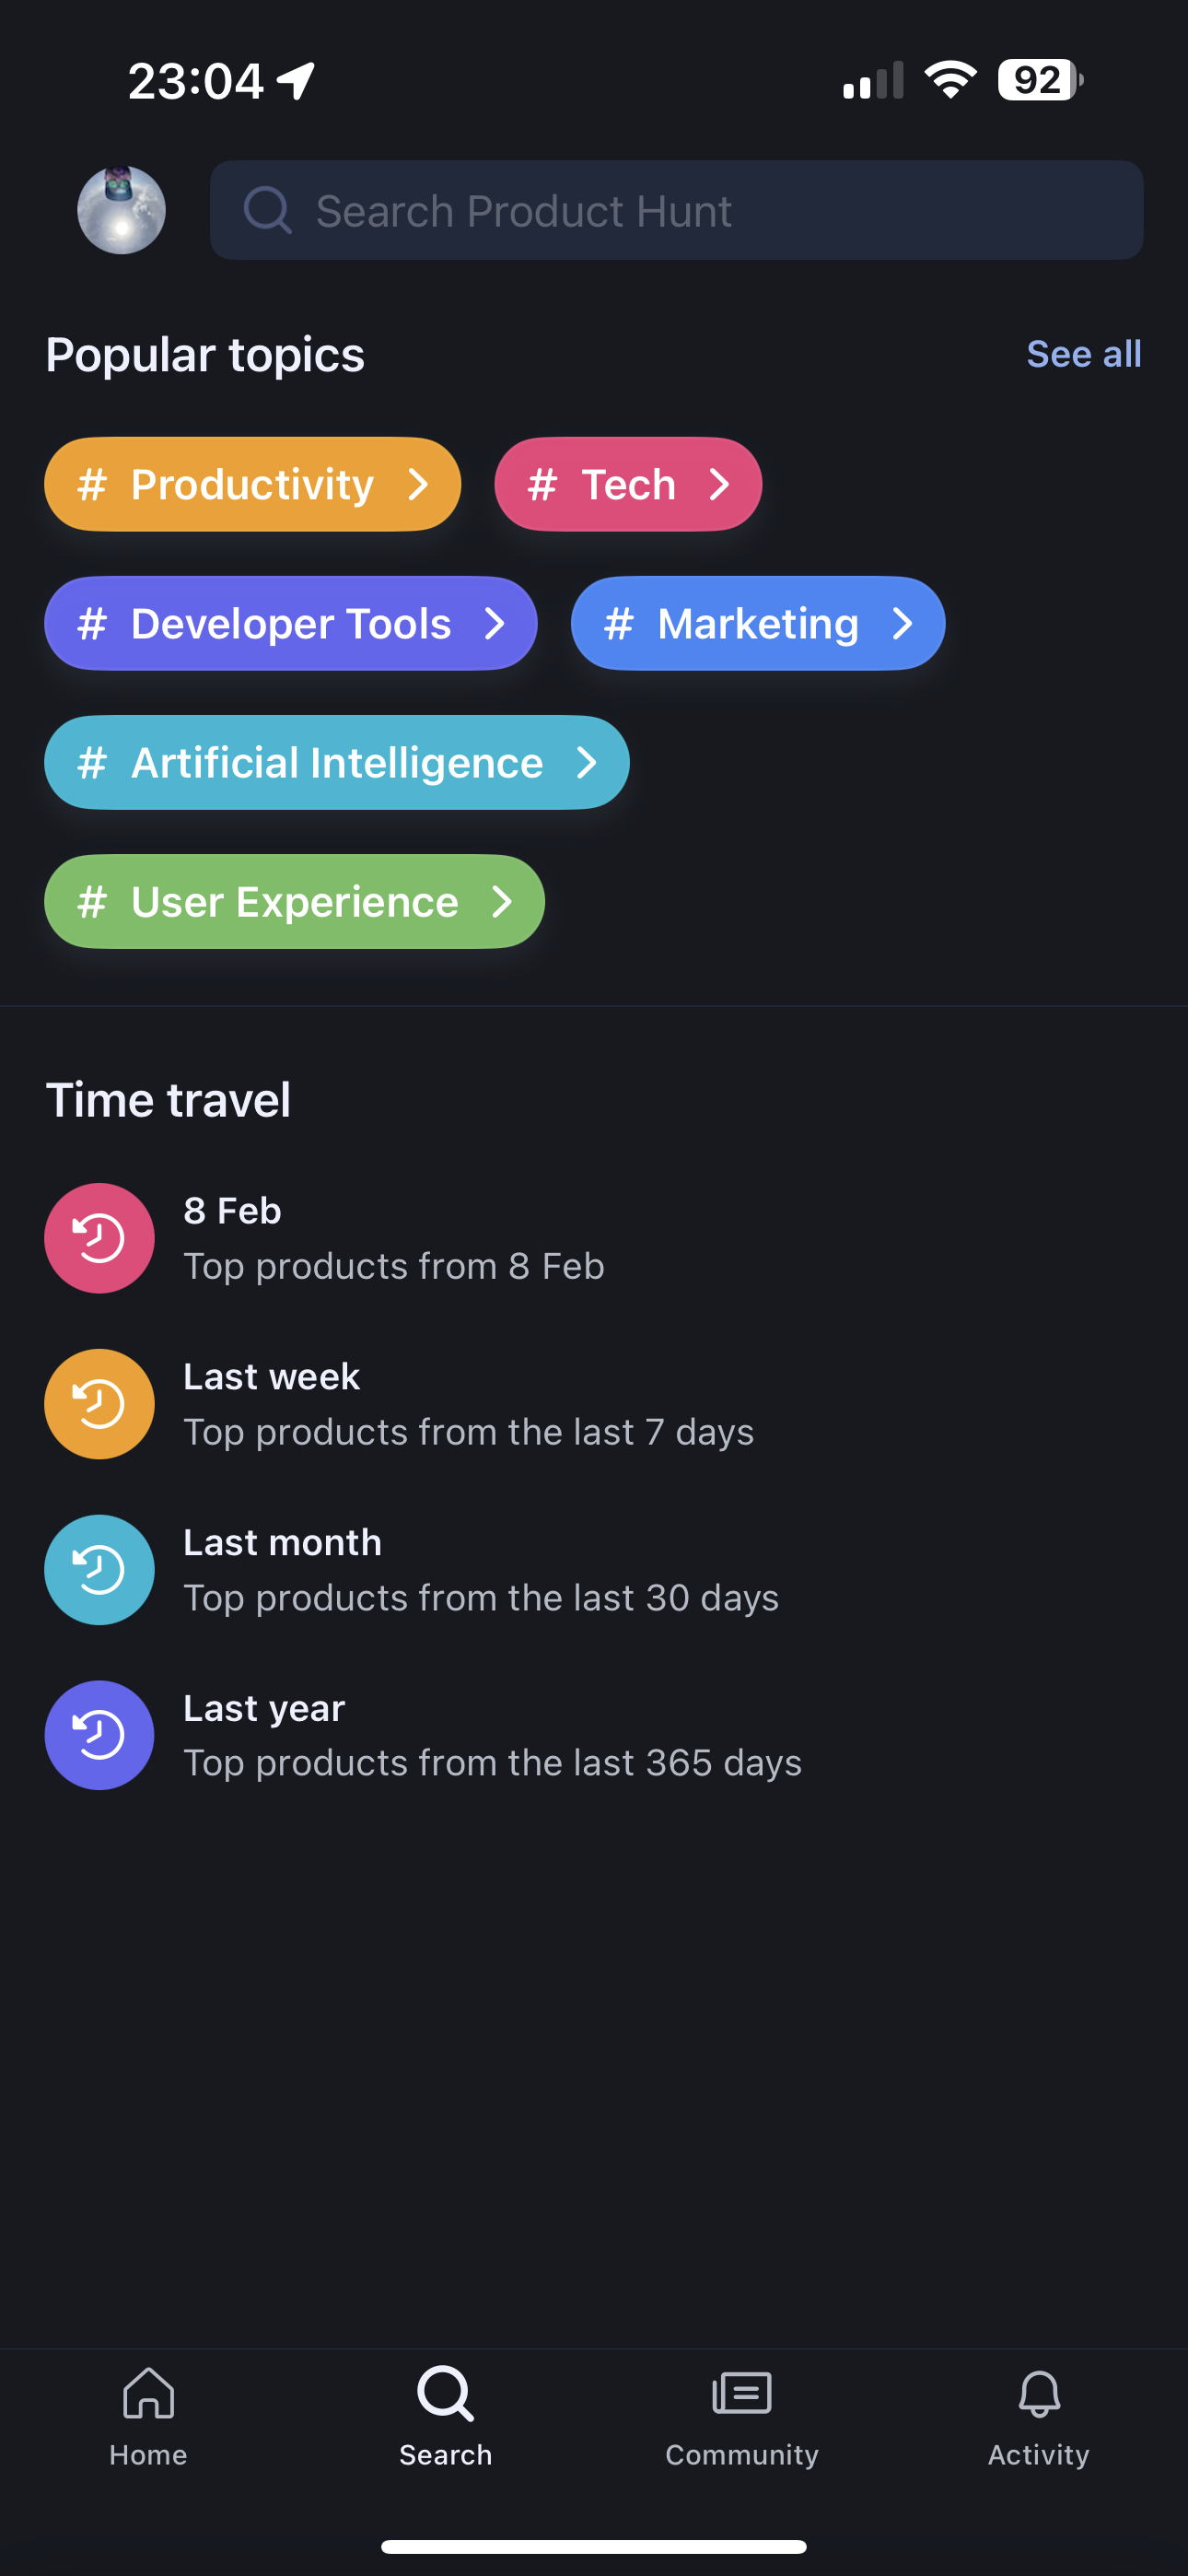 23:04
92
Search Product Hunt
Popular topics
See all
# Productivity
# Tech
# Developer Tools
# Marketing
# Artificial Intelligence
# User Experience
Time travel
8 Feb
Top products from 8 Feb
Last week
Top products from the last 7 days
Last month
Top products from the last 30 days
Last year
Top products from the last 365 days
Home
Search
Community
Activity